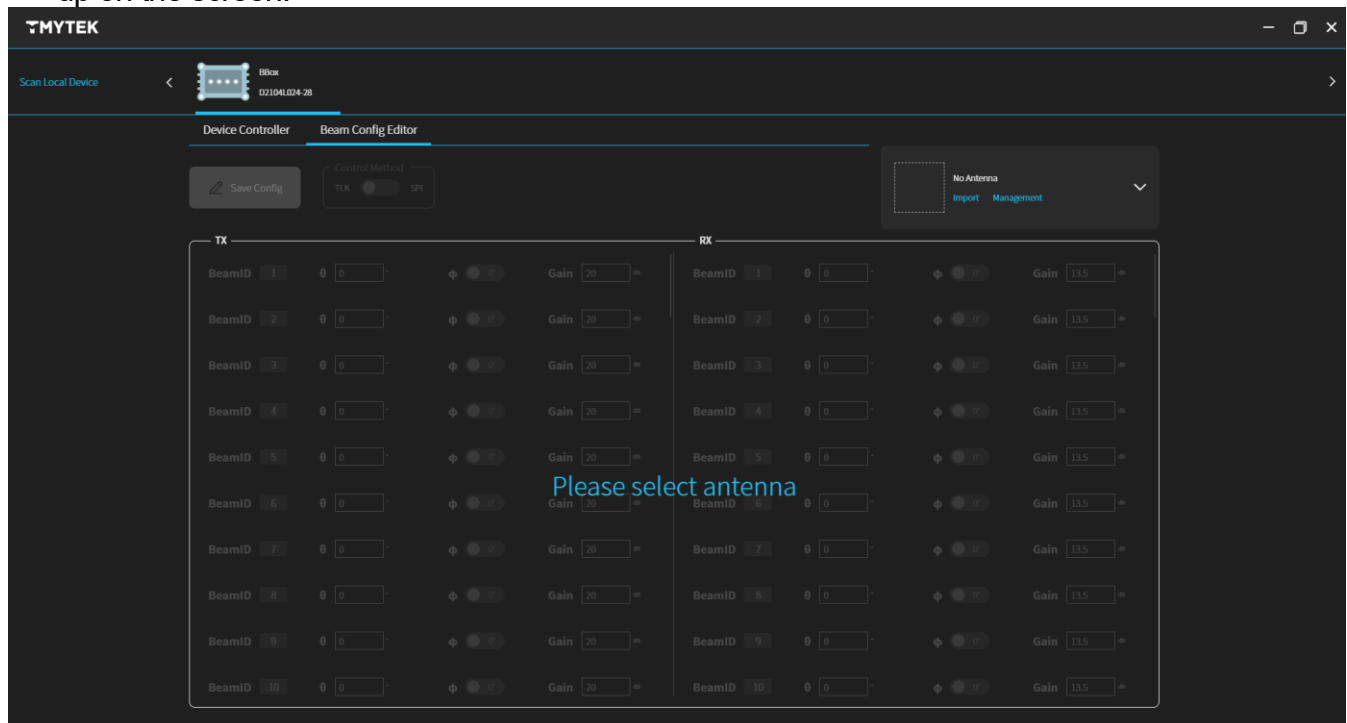 up on the screen.
TMYTEK
Scan Local Device
BBox
D2104L024-28
Device Controller Beam Config Editor
Save Config
Control Method
TLK SPI
No Antenna
Import Management
TX RX
BeamID 1 θ 0 ° ϕ 0° Gain 20 dB BeamID 1 θ 0 ° ϕ 0° Gain 13.5 dB
BeamID 2 θ 0 ° ϕ 0° Gain 20 dB BeamID 2 θ 0 ° ϕ 0° Gain 13.5 dB
BeamID 3 θ 0 ° ϕ 0° Gain 20 dB BeamID 3 θ 0 ° ϕ 0° Gain 13.5 dB
BeamID 4 θ 0 ° ϕ 0° Gain 20 dB BeamID 4 θ 0 ° ϕ 0° Gain 13.5 dB
BeamID 5 θ 0 ° ϕ 0° Gain 20 dB BeamID 5 θ 0 ° ϕ 0° Gain 13.5 dB
Please select antenna
BeamID 6 θ 0 ° ϕ 0° Gain 20 dB BeamID 6 θ 0 ° ϕ 0° Gain 13.5 dB
BeamID 7 θ 0 ° ϕ 0° Gain 20 dB BeamID 7 θ 0 ° ϕ 0° Gain 13.5 dB
BeamID 8 θ 0 ° ϕ 0° Gain 20 dB BeamID 8 θ 0 ° ϕ 0° Gain 13.5 dB
BeamID 9 θ 0 ° ϕ 0° Gain 20 dB BeamID 9 θ 0 ° ϕ 0° Gain 13.5 dB
BeamID 10 θ 0 ° ϕ 0° Gain 20 dB BeamID 10 θ 0 ° ϕ 0° Gain 13.5 dB